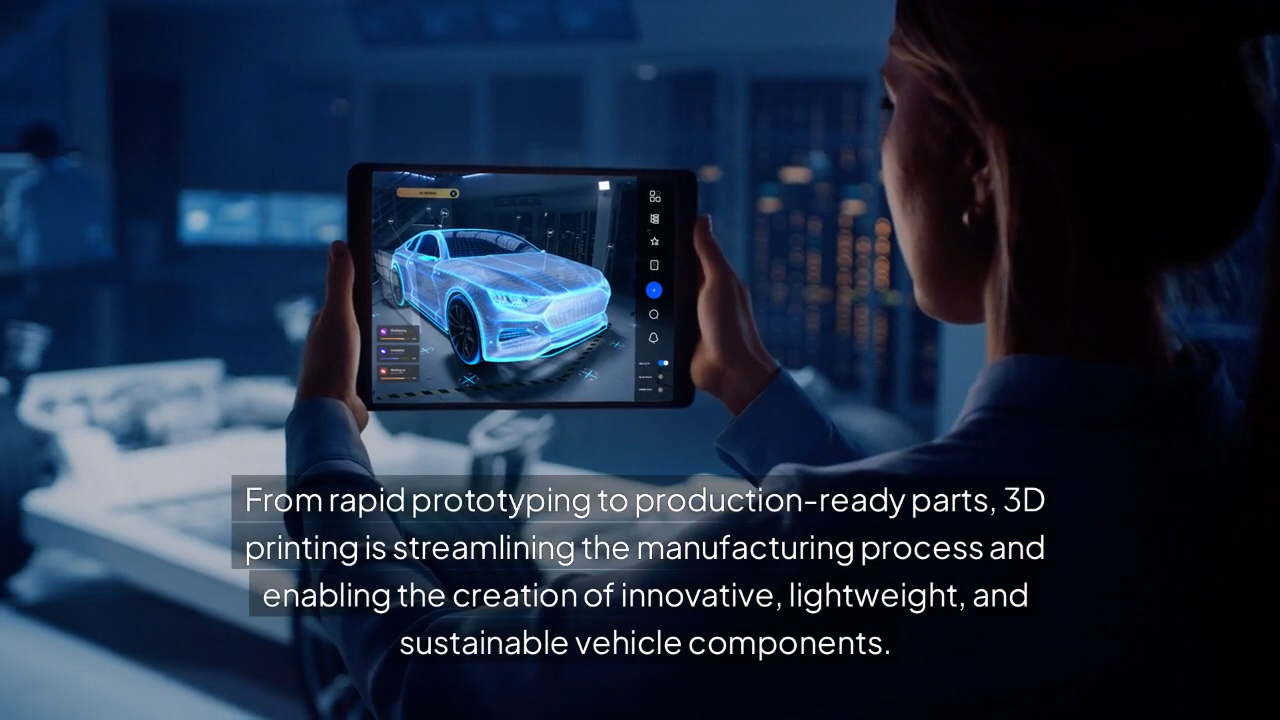 From rapid prototyping to production-ready parts, 3D
printing is streamlining the manufacturing process and
enabling the creation of innovative, lightweight, and
sustainable vehicle components.